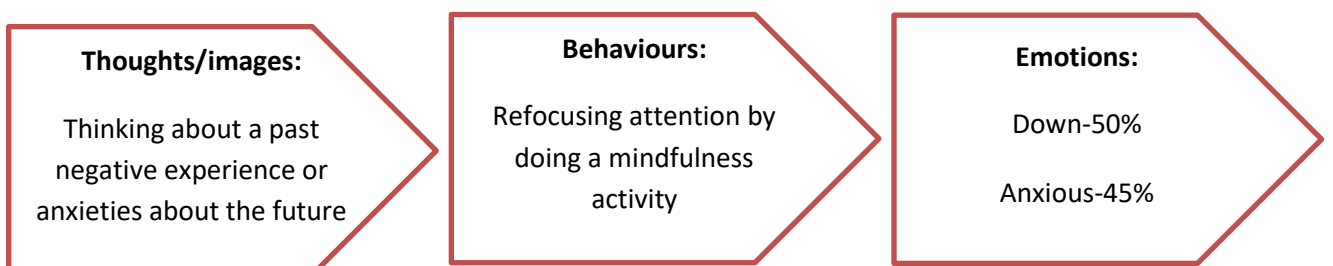 Thoughts/images:
Thinking about a past
negative experience or
anxieties about the future
Behaviours:
Refocusing attention by
doing a mindfulness
activity
Emotions:
Down-50%
Anxious-45%